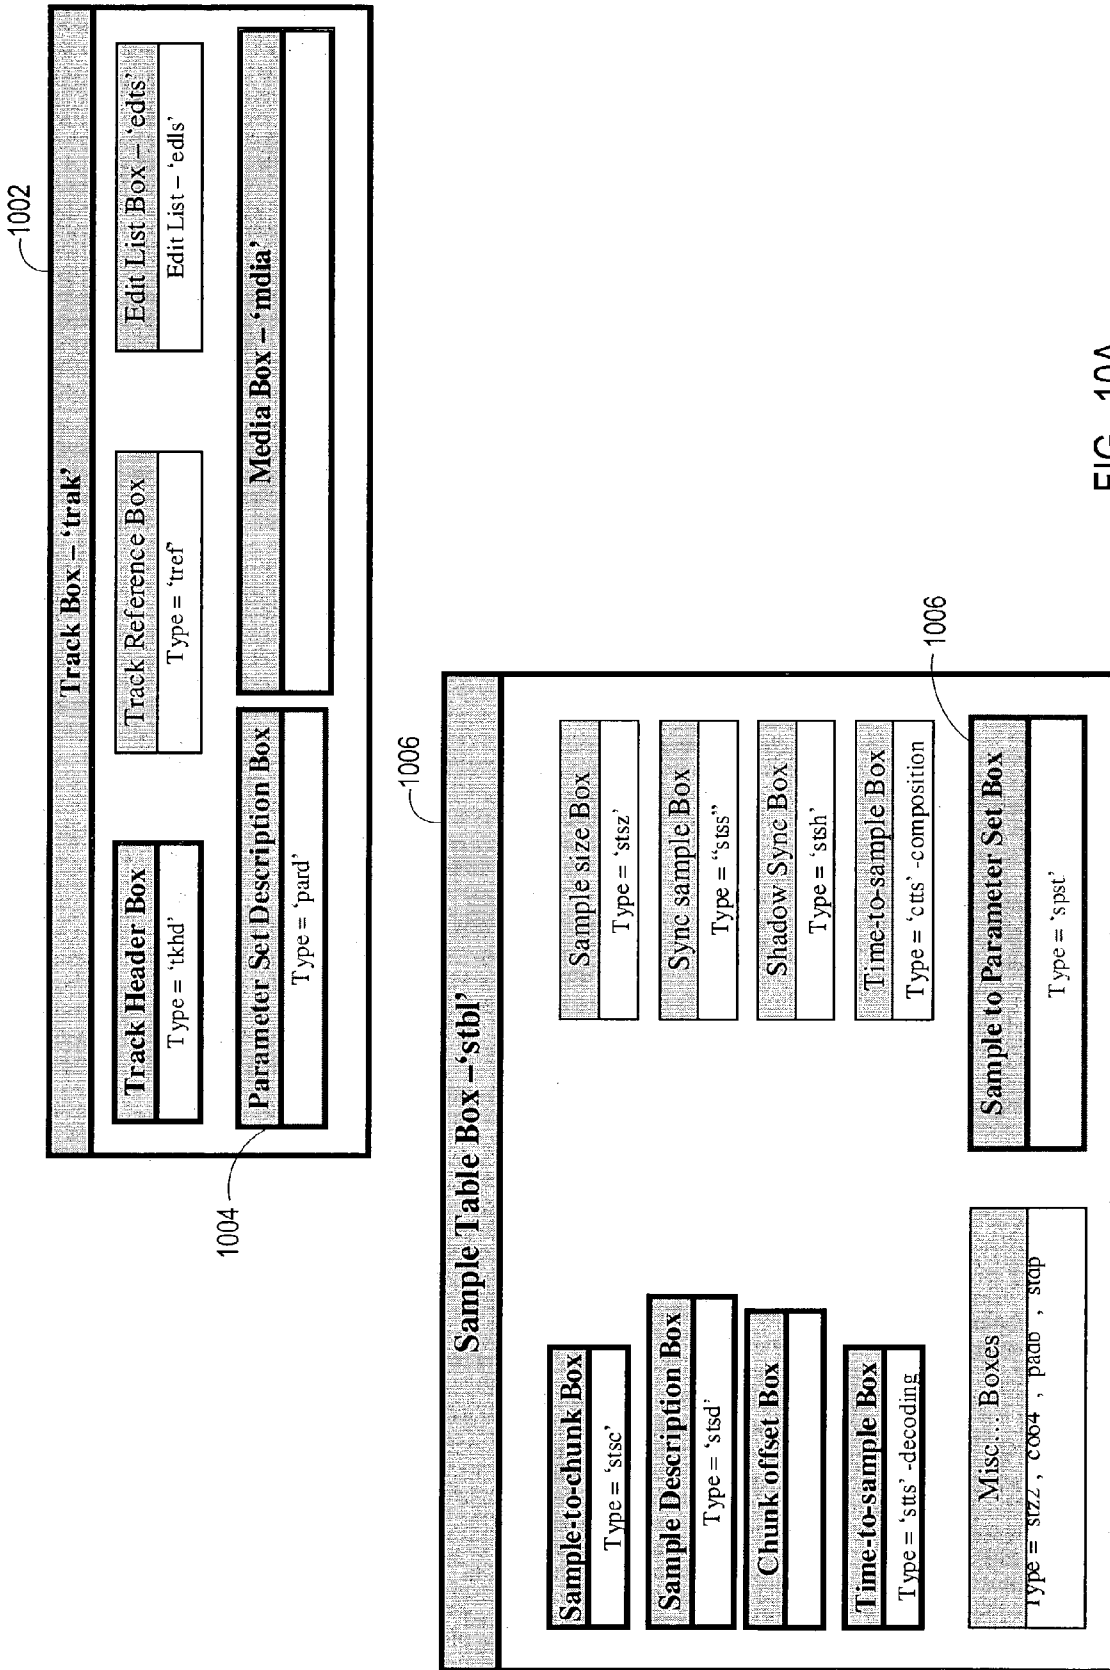 1002
Track Box – ‘trak’
Track Header Box
Type = ‘tkhd’
Track Reference Box
Type = ‘tref’
Edit List Box – ‘edts’
Edit List – ‘edls’
1004
Parameter Set Description Box
Type = ‘pard’
Media Box – ‘mdia’
1006
Sample Table Box –‘stbl’
Sample-to-chunk Box
Type = ‘stsc’
Sample size Box
Type = ‘stsz’
Sample Description Box
Type = ‘stsd’
Sync sample Box
Type = “stss”
Chunk offset Box
Shadow Sync Box
Type = ‘stsh’
Time-to-sample Box
Type = ‘stts’ -decoding
Time-to-sample Box
Type = ‘ctts’ -composition
1006
Misc... Boxes
Type = stz2 , co64 , padb , stdp
Sample to Parameter Set Box
Type = ‘spst’
FIG. 10A